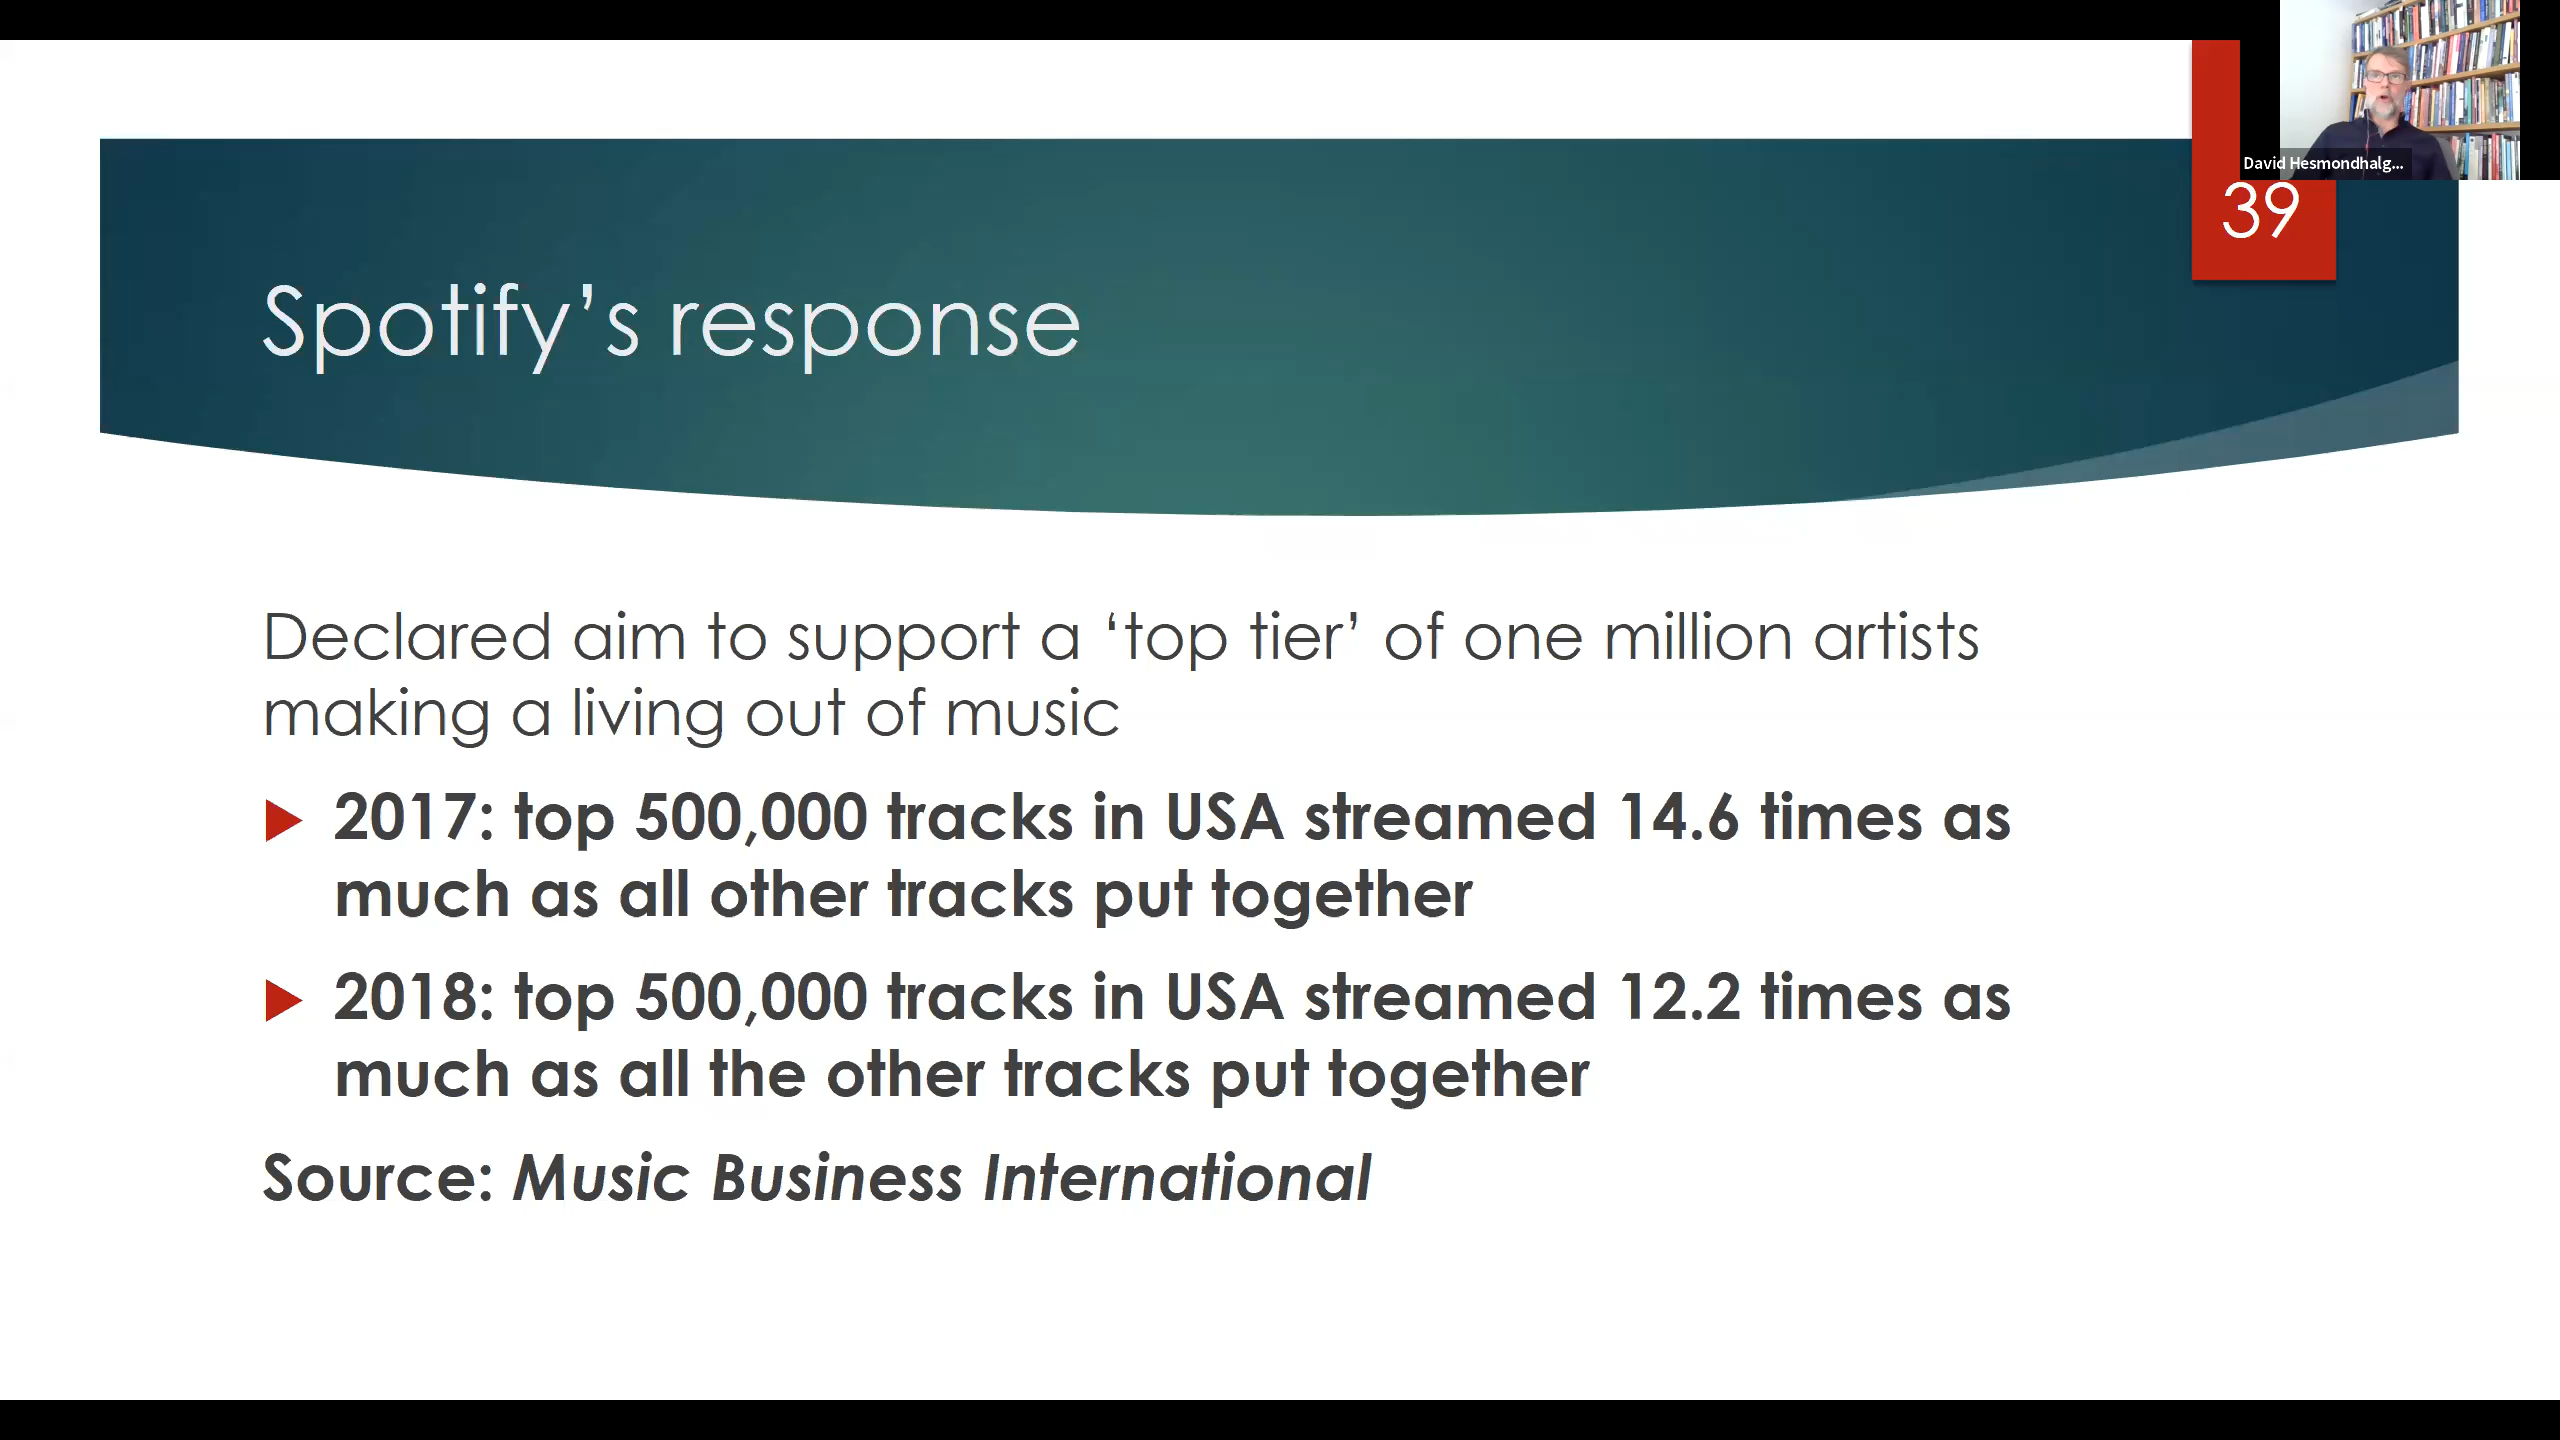 David Hesmondhalg...
39
Spotify’s response
Declared aim to support a ‘top tier’ of one million artists
making a living out of music
2017: top 500,000 tracks in USA streamed 14.6 times as
much as all other tracks put together
2018: top 500,000 tracks in USA streamed 12.2 times as
much as all the other tracks put together
Source: Music Business International